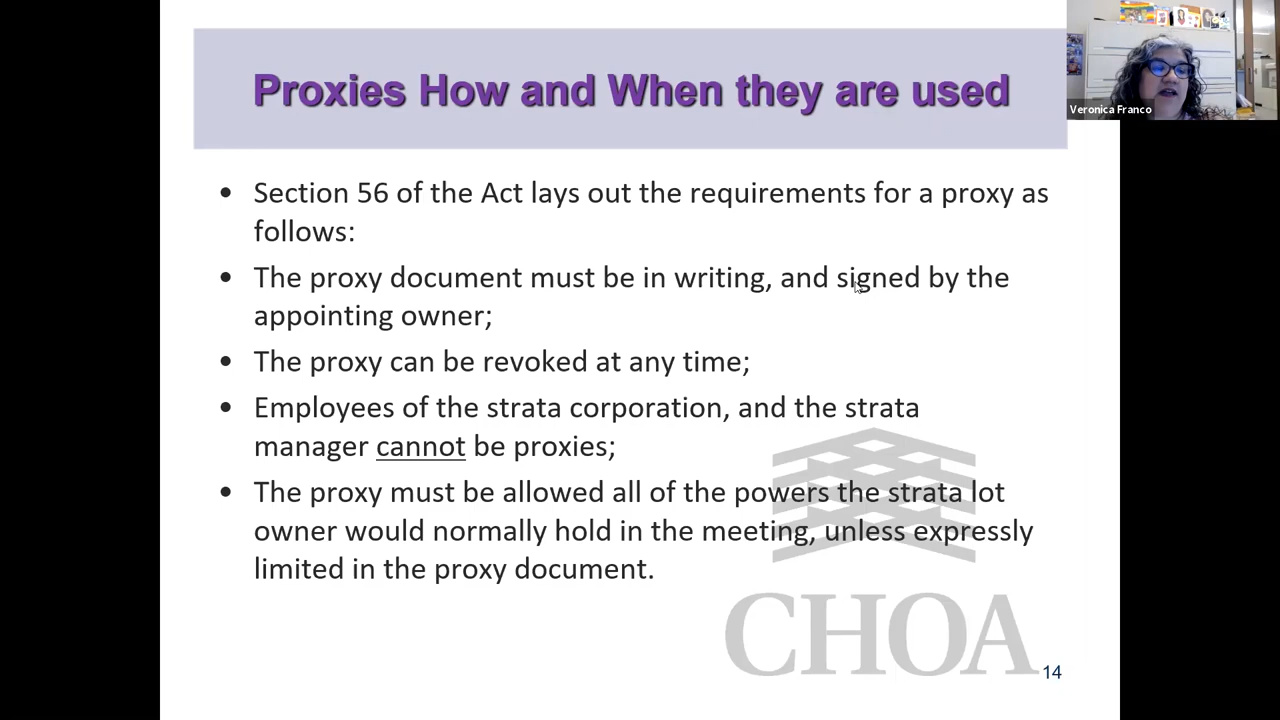 Proxies How and When they are used
Veronica Franco
• Section 56 of the Act lays out the requirements for a proxy as
follows:
• The proxy document must be in writing, and signed by the
appointing owner;
• The proxy can be revoked at any time;
• Employees of the strata corporation, and the strata
manager cannot be proxies;
• The proxy must be allowed all of the powers the strata lot
owner would normally hold in the meeting, unless expressly
limited in the proxy document.
CHOA
14